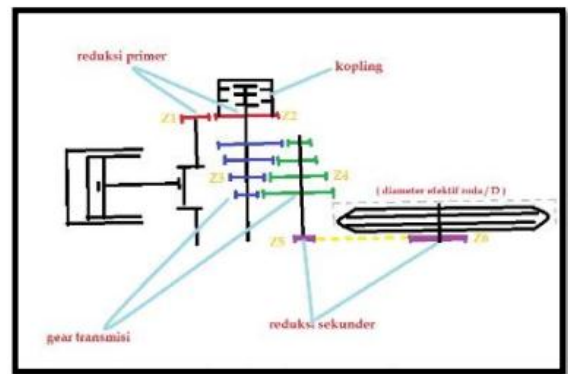 reduksi primer
kopling
Z1
Z2
Z3
Z4
( diameter efektif roda / D )
Z5
Z6
gear transmisi
reduksi sekunder